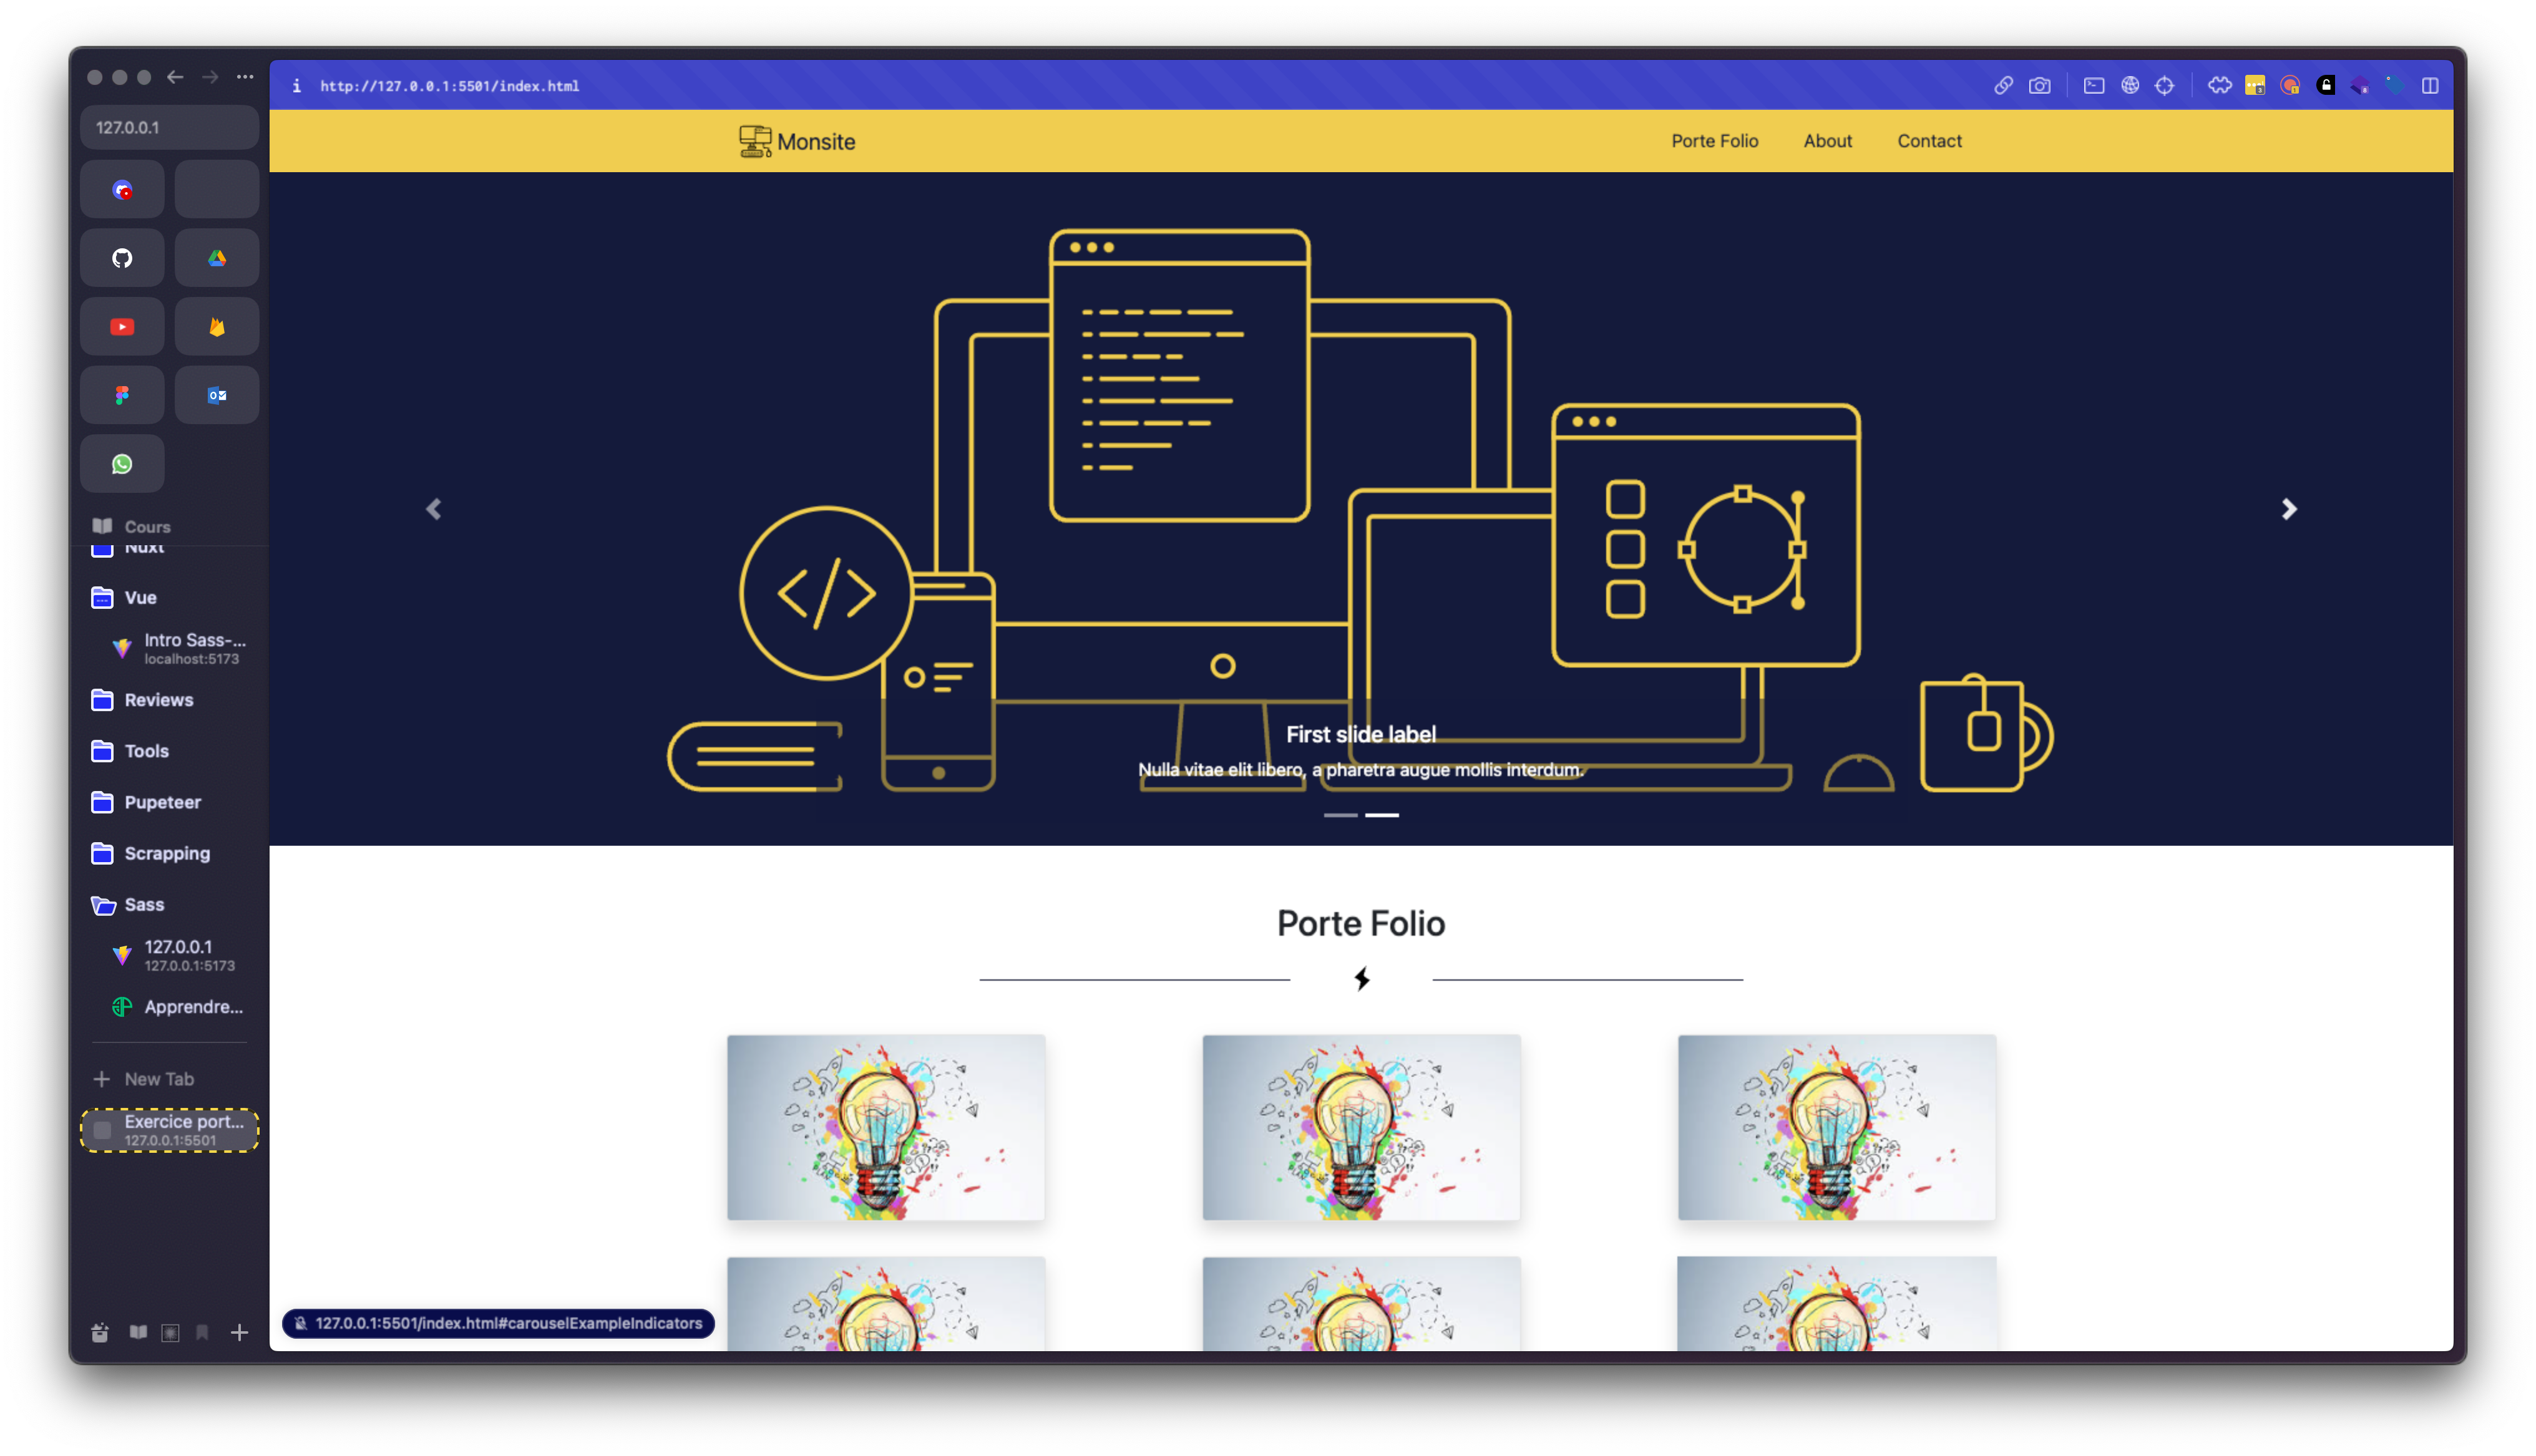 http://127.0.0.1:5501/index.html
127.0.0.1
Cours
Nuxt
Vue
Intro Sass-...
localhost:5173
Reviews
Tools
Pupeteer
Scrapping
Sass
127.0.0.1
127.0.0.1:5173
Apprendre...
New Tab
Exercice port...
127.0.0.1:5501
Monsite
Porte Folio
About
Contact
</>
First slide label
Nulla vitae elit libero, a pharetra augue mollis interdum.
Porte Folio
127.0.0.1:5501/index.html#carouselExampleIndicators